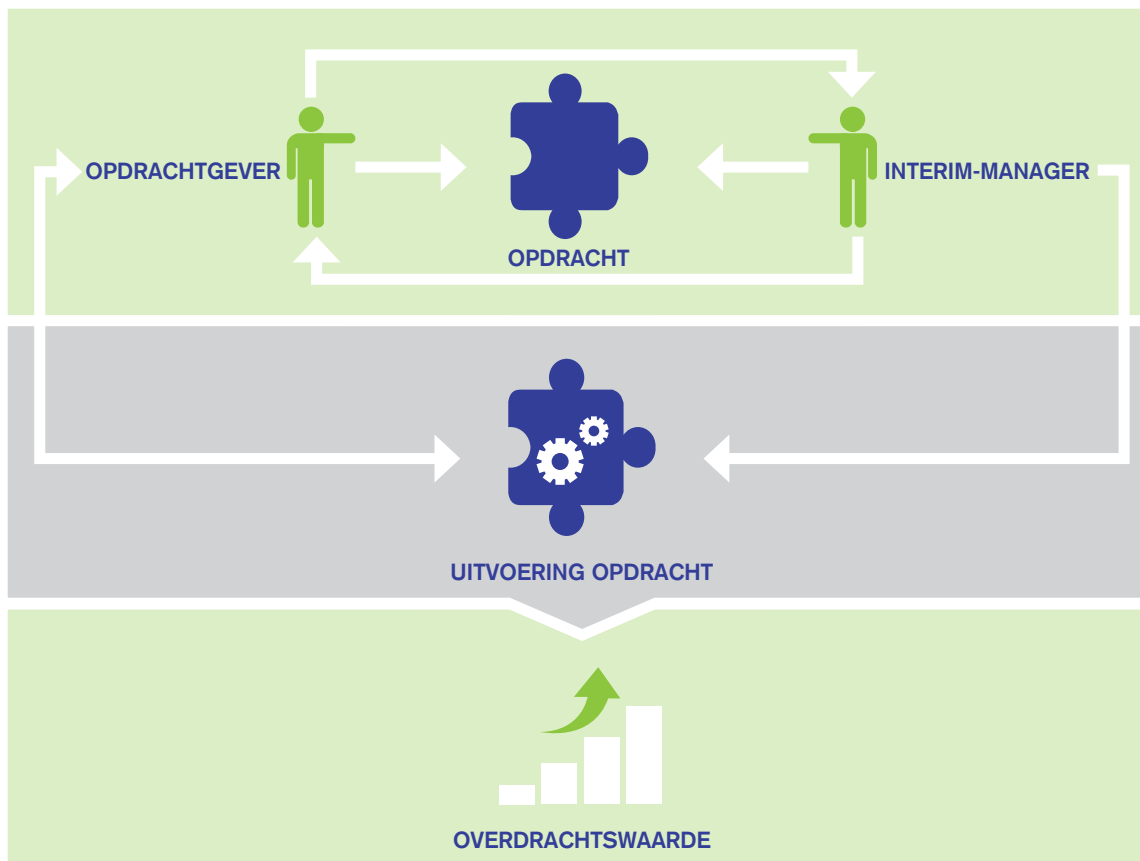 OPDRACHTGEVER
INTERIM-MANAGER
OPDRACHT
UITVOERING OPDRACHT
OVERDRACHTSWAARDE